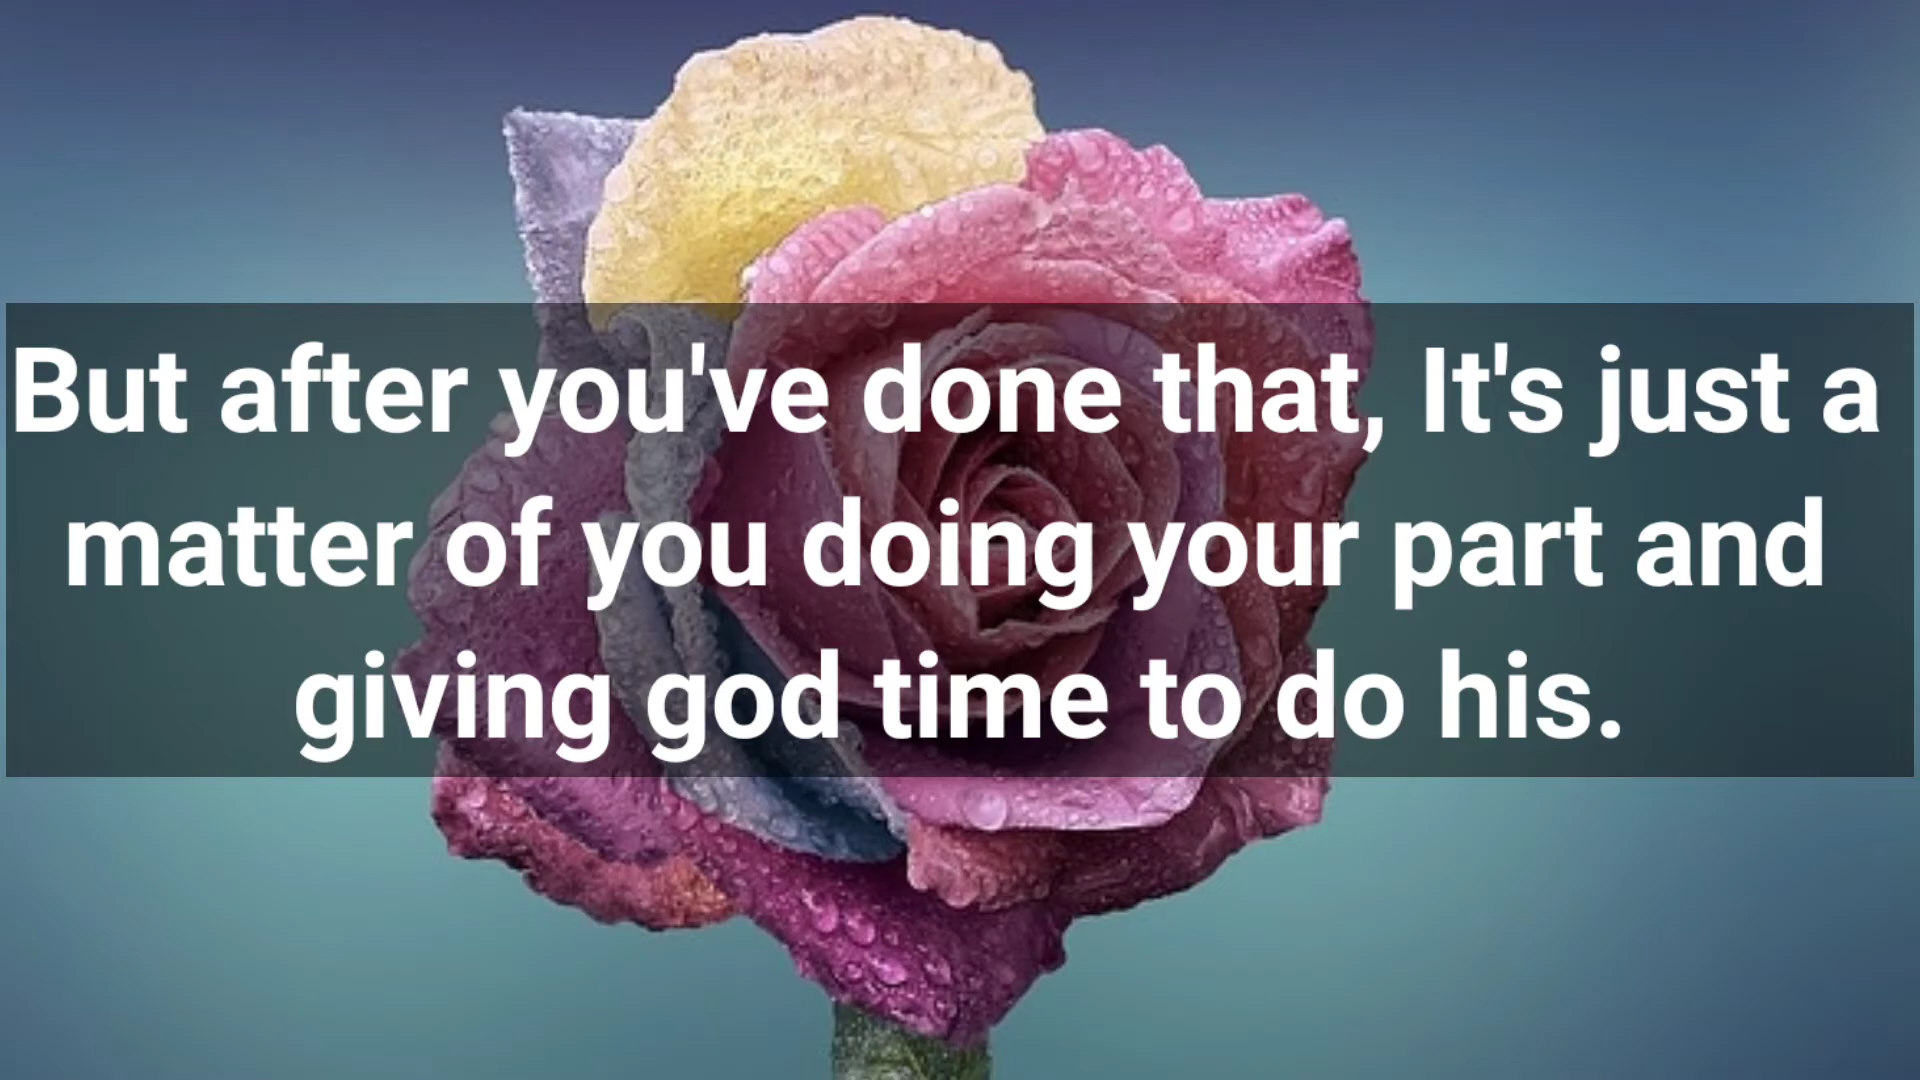 But after you've done that, It's just a
matter of you doing your part and
giving god time to do his.